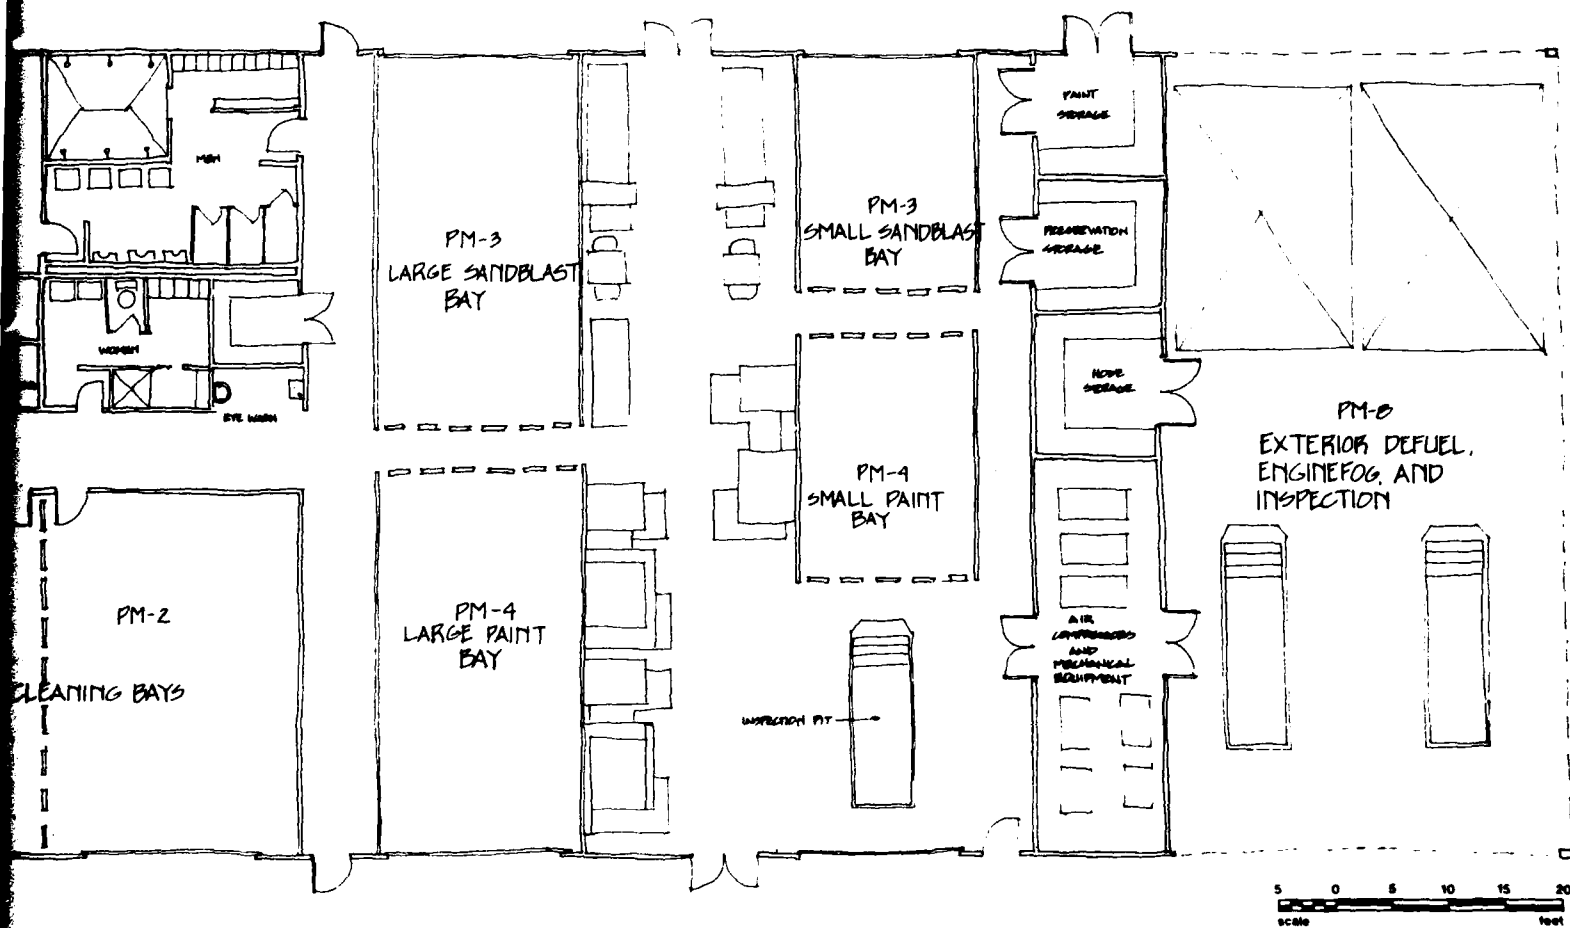 MEN
WOMEN
EYE WASH
PM-3
LARGE SANDBLAST
BAY
PM-3
SMALL SANDBLAST
BAY
PAINT
STORAGE
PRESERVATION
STORAGE
HOSE
STORAGE
PM-8
EXTERIOR DEFUEL,
ENGINEFOG, AND
INSPECTION
PM-2
CLEANING BAYS
PM-4
LARGE PAINT
BAY
PM-4
SMALL PAINT
BAY
INSPECTION PIT
AIR
COMPRESSORS
AND
MECHANICAL
EQUIPMENT
5 0 5 10 15 20
scale feet